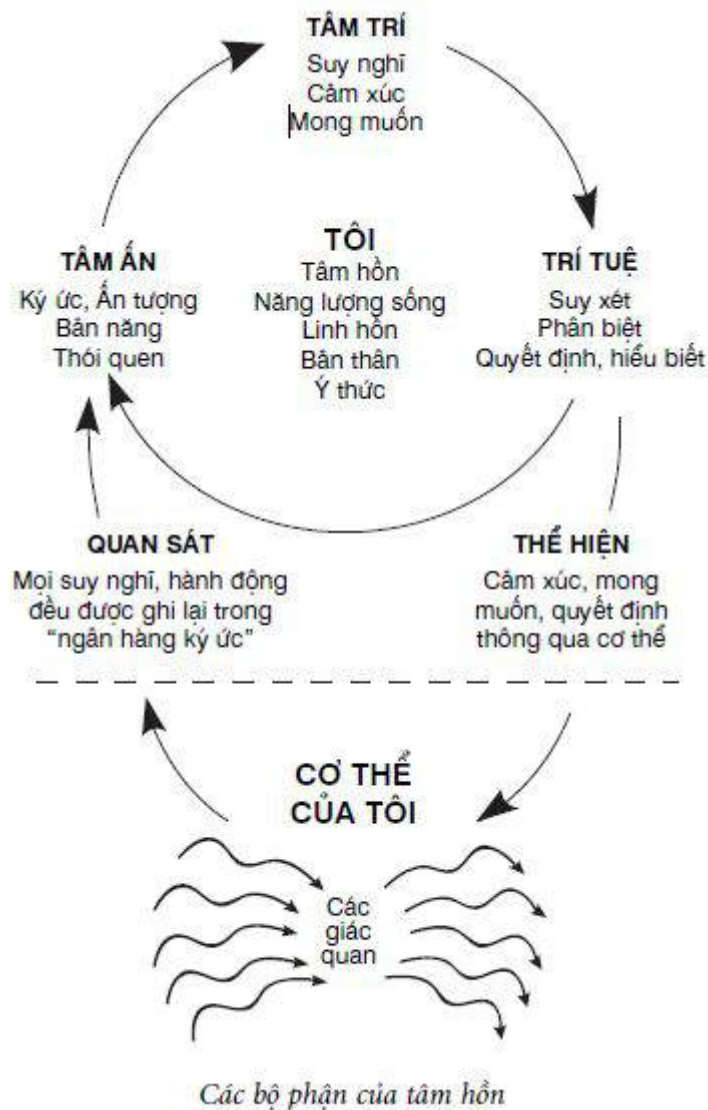 TÂM TRÍ
Suy nghĩ
Cảm xúc
Mong muốn
TÂM ẤN
Ký ức, Ấn tượng
Bản năng
Thói quen
TÔI
Tâm hồn
Năng lượng sống
Linh hồn
Bản thân
Ý thức
TRÍ TUỆ
Suy xét
Phân biệt
Quyết định, hiểu biết
QUAN SÁT
Mọi suy nghĩ, hành động
đều được ghi lại trong
“ngân hàng ký ức”
THỂ HIỆN
Cảm xúc, mong
muốn, quyết định
thông qua cơ thể
CƠ THỂ
CỦA TÔI
Các
giác
quan
Các bộ phận của tâm hồn